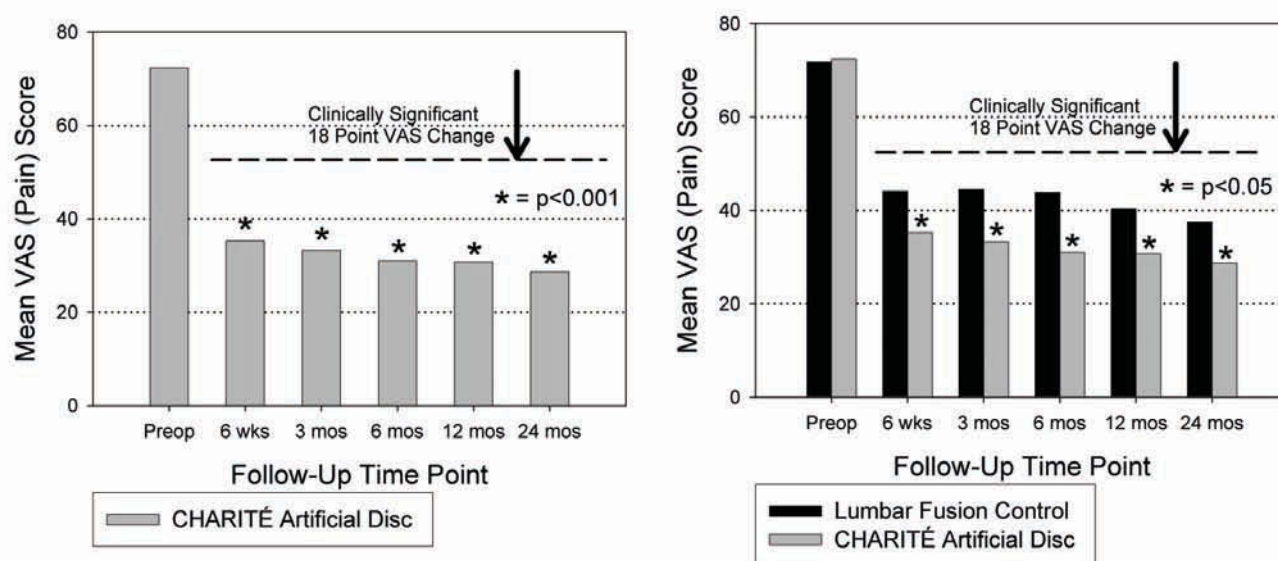 80
60
40
20
0
Mean VAS (Pain) Score
Clinically Significant
18 Point VAS Change
* = p<0.001
*
*
*
*
*
Preop
6 wks
3 mos
6 mos
12 mos
24 mos
Follow-Up Time Point
CHARITÉ Artificial Disc
80
60
40
20
0
Mean VAS (Pain) Score
Clinically Significant
18 Point VAS Change
* = p<0.05
*
*
*
*
*
Preop
6 wks
3 mos
6 mos
12 mos
24 mos
Follow-Up Time Point
Lumbar Fusion Control
CHARITÉ Artificial Disc